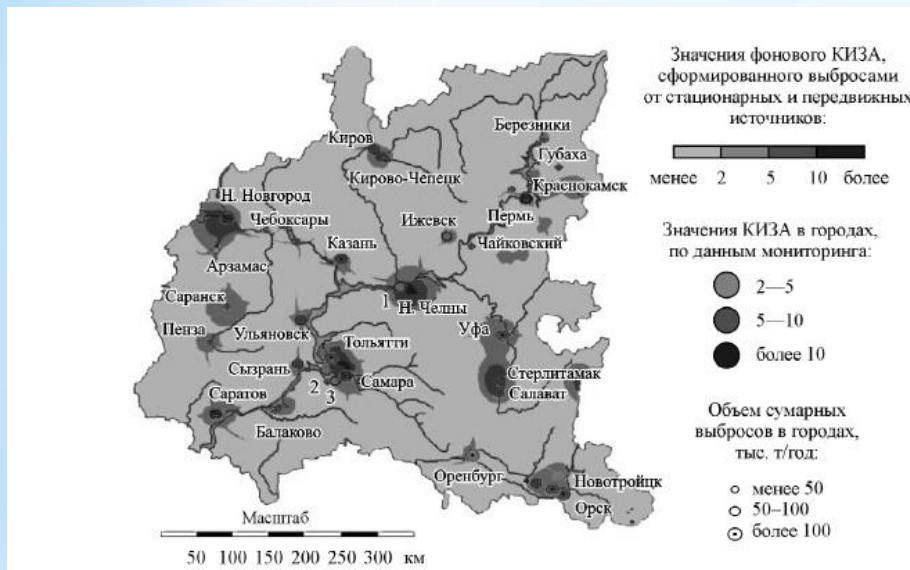 Значения фонового КИЗА,
сформированного выбросами
от стационарных и передвижных
источников:
менее 2 5 10 более
Значения КИЗА в городах,
по данным мониторинга:
2—5
5—10
более 10
Объем сумарных
выбросов в городах,
тыс. т/год:
менее 50
50–100
более 100
Березники
Киров
Губаха
Кирово-Чепецк
Краснокамск
Н. Новгород
Пермь
Чебоксары
Ижевск
Чайковский
Казань
Арзамас
Саранск
1
Н. Челны
Пенза
Ульяновск
Уфа
Тольятти
Сызрань
2
Самара
3
Стерлитамак
Салават
Саратов
Балаково
Оренбург
Новотройцк
Орск
Масштаб
50 100 200 250 300 км